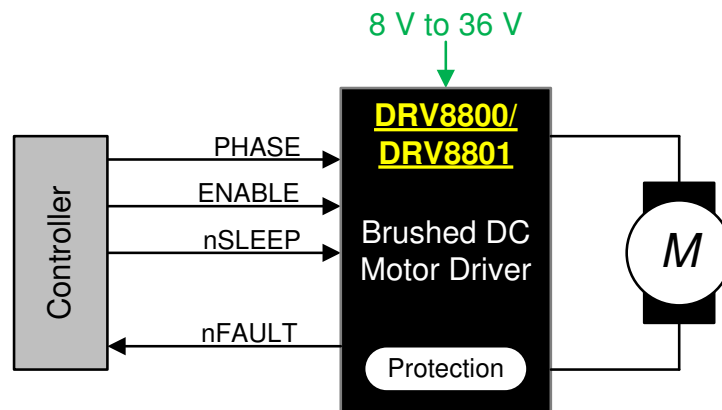 8 V to 36 V
DRV8800/
DRV8801
Controller
PHASE
ENABLE
nSLEEP
nFAULT
Brushed DC
Motor Driver
Protection
M